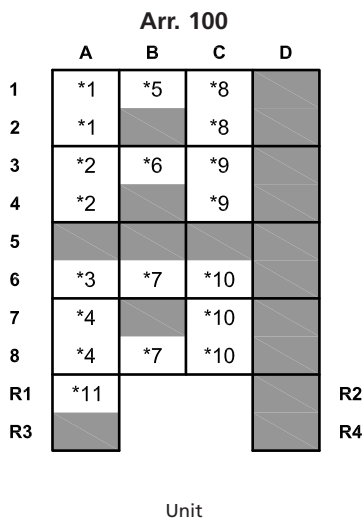 Arr. 100
A B C D
1 *1 *5 *8
2 *1 *8
3 *2 *6 *9
4 *2 *9
5
6 *3 *7 *10
7 *4 *10
8 *4 *7 *10
R1 *11 R2
R3 R4
Unit